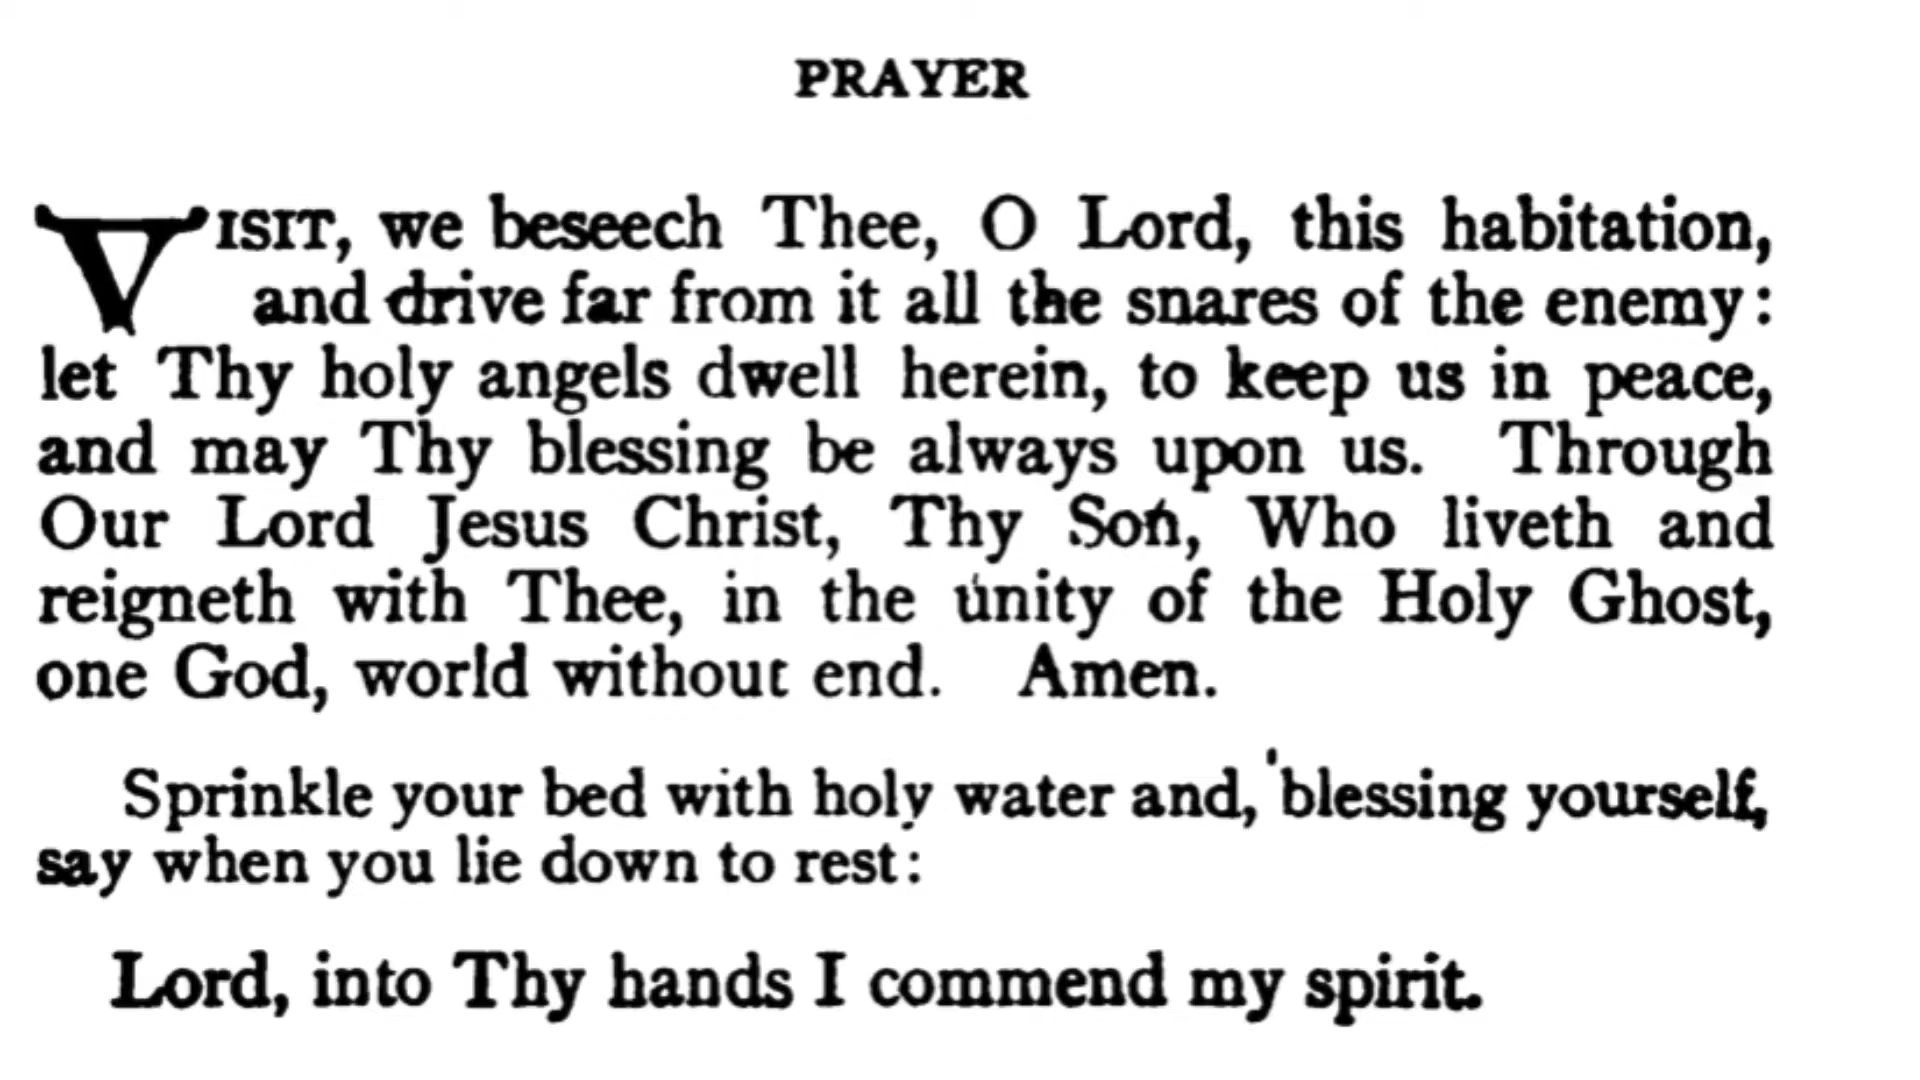 PRAYER
VISIT, we beseech Thee, O Lord, this habitation,
and drive far from it all the snares of the enemy:
let Thy holy angels dwell herein, to keep us in peace,
and may Thy blessing be always upon us. Through
Our Lord Jesus Christ, Thy Son, Who liveth and
reigneth with Thee, in the unity of the Holy Ghost,
one God, world without end. Amen.
Sprinkle your bed with holy water and, blessing yourself,
say when you lie down to rest:
Lord, into Thy hands I commend my spirit.